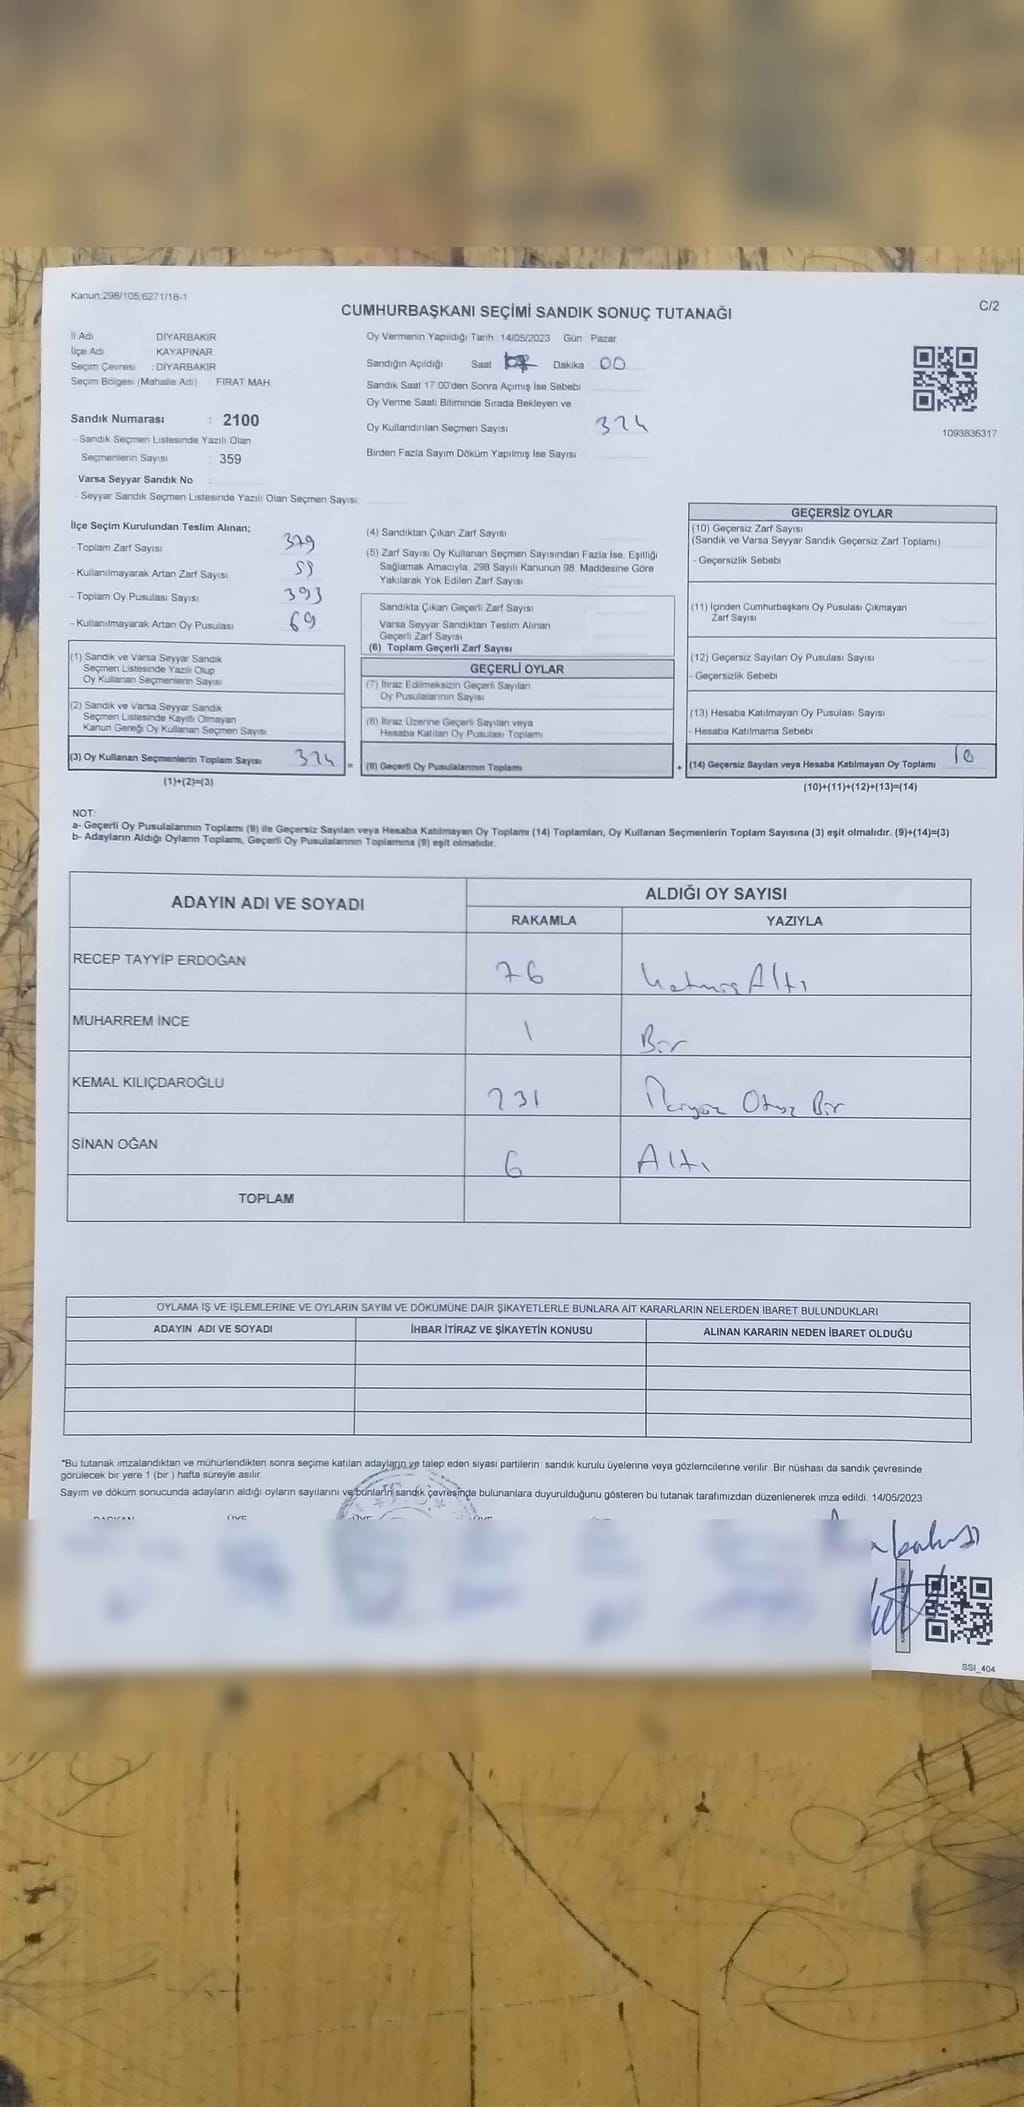 Kanun:298/105;6271/18-1
C/2
CUMHURBAŞKANI SEÇİMİ SANDIK SONUÇ TUTANAĞI
İl Adı DİYARBAKIR
İlçe Adı KAYAPINAR
Seçim Çevresi : DİYARBAKIR
Seçim Bölgesi (Mahalle Adı) FIRAT MAH.
Oy Vermenin Yapıldığı Tarih : 14/05/2023 Gün : Pazar
Sandığın Açıldığı Saat Dakika 00
Sandık Saat 17:00'den Sonra Açımış İse Sebebi
Oy Verme Saati Bitiminde Sırada Bekleyen ve
Oy Kullandırılan Seçmen Sayısı 324
Birden Fazla Sayım Döküm Yapılmış İse Sayısı
1093836317
Sandık Numarası : 2100
- Sandık Seçmen Listesinde Yazılı Olan
Seçmenlerin Sayısı : 359
Varsa Seyyar Sandık No :
- Seyyar Sandık Seçmen Listesinde Yazılı Olan Seçmen Sayısı:
İlçe Seçim Kurulundan Teslim Alınan;
- Toplam Zarf Sayısı 379
- Kullanılmayarak Artan Zarf Sayısı
- Toplam Oy Pusulası Sayısı 393
- Kullanılmayarak Artan Oy Pusulası 69
(1) Sandık ve Varsa Seyyar Sandık
Seçmen Listesinde Yazılı Olup
Oy Kullanan Seçmenlerin Sayısı
(2) Sandık ve Varsa Seyyar Sandık
Seçmen Listesinde Kayıtlı Olmayan
Kanun Gereği Oy Kullanan Seçmen Sayısı
(3) Oy Kullanan Seçmenlerin Toplam Sayısı 324 =
(1)+(2)=(3)
(4) Sandıktan Çıkan Zarf Sayısı
(5) Zarf Sayısı Oy Kullanan Seçmen Sayısından Fazla İse, Eşitliği
Sağlamak Amacıyla, 298 Sayılı Kanunun 98. Maddesine Göre
Yakılarak Yok Edilen Zarf Sayısı
Sandıkta Çıkan Geçerli Zarf Sayısı
Varsa Seyyar Sandıktan Teslim Alınan
Geçerli Zarf Sayısı
(6) Toplam Geçerli Zarf Sayısı
GEÇERLİ OYLAR
(7) İtiraz Edilmeksizin Geçerli Sayılan
Oy Pusulalarının Sayısı
(8) İtiraz Üzerine Geçerli Sayılan veya
Hesaba Katılan Oy Pusulası Toplamı
(9) Geçerli Oy Pusulalarının Toplamı +
GEÇERSİZ OYLAR
(10) Geçersiz Zarf Sayısı
(Sandık ve Varsa Seyyar Sandık Geçersiz Zarf Toplamı)
- Geçersizlik Sebebi
(11) İçinden Cumhurbaşkanı Oy Pusulası Çıkmayan
Zarf Sayısı
(12) Geçersiz Sayılan Oy Pusulası Sayısı
- Geçersizlik Sebebi
(13) Hesaba Katılmayan Oy Pusulası Sayısı
- Hesaba Katılmama Sebebi
(14) Geçersiz Sayılan veya Hesaba Katılmayan Oy Toplamı 10
(10)+(11)+(12)+(13)=(14)
NOT:
a- Geçerli Oy Pusulalarının Toplamı (9) ile Geçersiz Sayılan veya Hesaba Katılmayan Oy Toplamı (14) Toplamları, Oy Kullanan Seçmenlerin Toplam Sayısına (3) eşit olmalıdır. (9)+(14)=(3)
b- Adayların Aldığı Oyların Toplamı, Geçerli Oy Pusulalarının Toplamına (9) eşit olmalıdır.
ADAYIN ADI VE SOYADI ALDIĞI OY SAYISI
RAKAMLA YAZIYLA
RECEP TAYYİP ERDOĞAN 76 Yetmiş Altı
MUHARREM İNCE 1 Bir
KEMAL KILIÇDAROĞLU 231 İkiyüz Otuz Bir
SİNAN OĞAN 6 Altı
TOPLAM
OYLAMA İŞ VE İŞLEMLERİNE VE OYLARIN SAYIM VE DÖKÜMÜNE DAİR ŞİKAYETLERLE BUNLARA AİT KARARLARIN NELERDEN İBARET BULUNDUKLARI
ADAYIN ADI VE SOYADI İHBAR İTİRAZ VE ŞİKAYETİN KONUSU ALINAN KARARIN NEDEN İBARET OLDUĞU
*Bu tutanak imzalandıktan ve mühürlendikten sonra seçime katılan adayların ve talep eden siyasi partilerin sandık kurulu üyelerine veya gözlemcilerine verilir. Bir nüshası da sandık çevresinde
görülecek bir yere 1 (bir ) hafta süreyle asılır.
Sayım ve döküm sonucunda adayların aldığı oyların sayılarını ve bunların sandık çevresinde bulunanlara duyurulduğunu gösteren bu tutanak tarafımızdan düzenlenerek imza edildi. 14/05/2023
BAŞKAN ÜYE ÜYE ÜYE
SSI_404